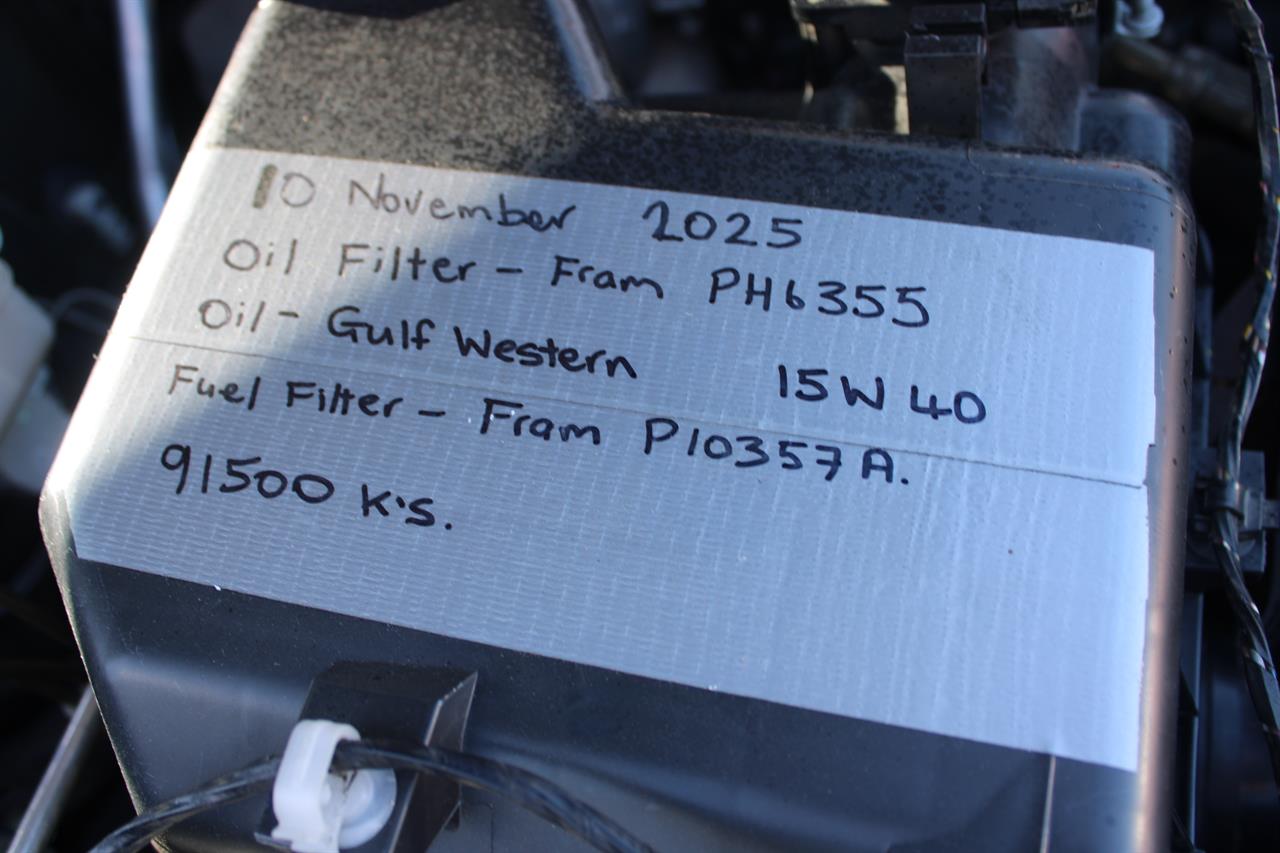 10 November 2025
Oil Filter - Fram PH6355
Oil - Gulf Western 15W40
Fuel Filter - Fram P10357A.
91500 K's.